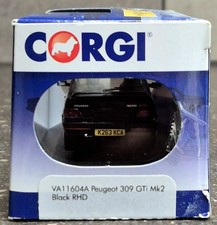 CORGI
VA11604A Peugeot 309 GTi Mk2
Black RHD